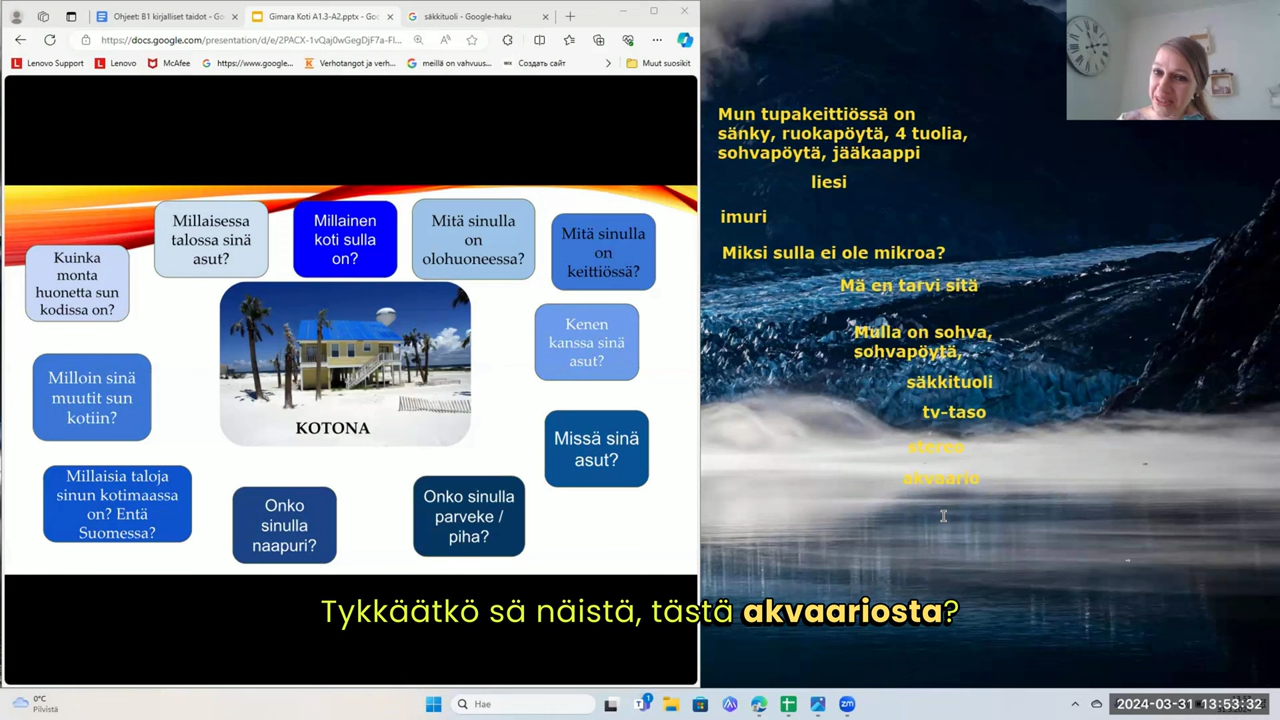 Ohjeet: B1 kirjalliset taidot - Go
Gimara Koti A1.3-A2.pptx - Goo
säkkituoli - Google-haku
https://docs.google.com/presentation/d/e/2PACX-1vQaj0wGegDjF7a-Fl...
Lenovo Support
Lenovo
McAfee
https://www.google...
Verhotangot ja verh...
meillä on vahvuus...
Создать сайт
Muut suosikit
Kuinka
monta
huonetta sun
kodissa on?
Millaisessa
talossa sinä
asut?
Millainen
koti sulla
on?
Mitä sinulla
on
olohuoneessa?
Mitä sinulla
on
keittiössä?
Kenen
kanssa sinä
asut?
Milloin sinä
muutit sun
kotiin?
KOTONA
Missä sinä
asut?
Millaisia taloja
sinun kotimaassa
on? Entä
Suomessa?
Onko
sinulla
naapuri?
Onko sinulla
parveke /
piha?
Mun tupakeittiössä on
sänky, ruokapöytä, 4 tuolia,
sohvapöytä, jääkaappi
liesi
imuri
Miksi sulla ei ole mikroa?
Mä en tarvi sitä
Mulla on sohva,
sohvapöytä,
säkkituoli
tv-taso
stereo
akvaario
Tykkäätkö sä näistä, tästä akvaariosta?
0°C
Pilvistä
Hae
2024-03-31 13:53:32